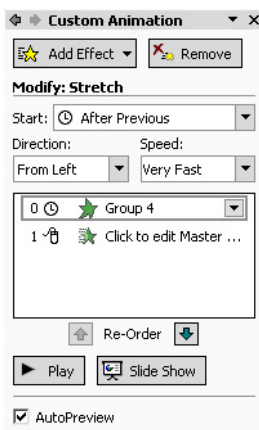 Custom Animation
Add Effect Remove
Modify: Stretch
Start: After Previous
Direction: Speed:
From Left Very Fast
0 Group 4
1 Click to edit Master ...
Re-Order
Play Slide Show
AutoPreview